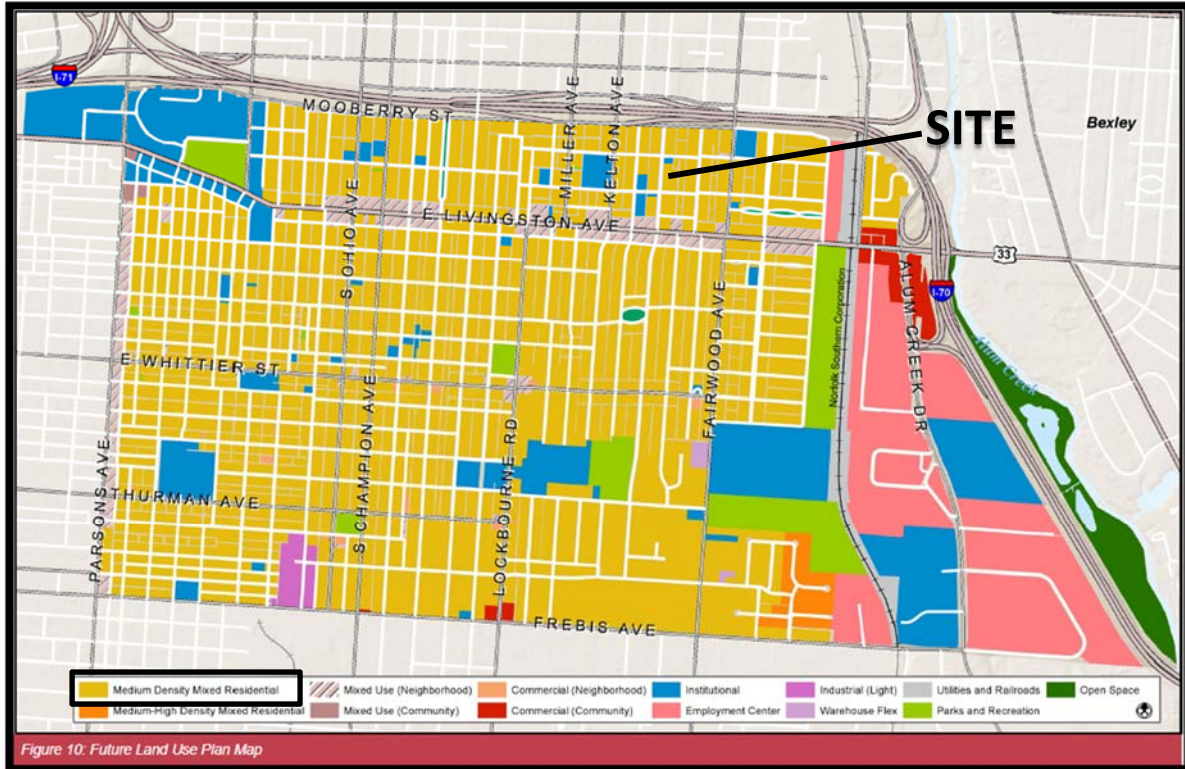 I-71
MOOBERRY ST
MILLER AVE
KELTON AVE
SITE
Bexley
S OHIO AVE
E LIVINGSTON AVE
33
I-70
ALUM CREEK DR
Norfolk Southern Corporation
Alum Creek
E WHITTIER ST
FAIRWOOD AVE
S CHAMPION AVE
LOCKBOURNE RD
PARSONS AVE
THURMAN AVE
FREBIS AVE
Medium Density Mixed Residential
Mixed Use (Neighborhood)
Commercial (Neighborhood)
Institutional
Industrial (Light)
Utilities and Railroads
Open Space
Medium-High Density Mixed Residential
Mixed Use (Community)
Commercial (Community)
Employment Center
Warehouse Flex
Parks and Recreation
Figure 10: Future Land Use Plan Map